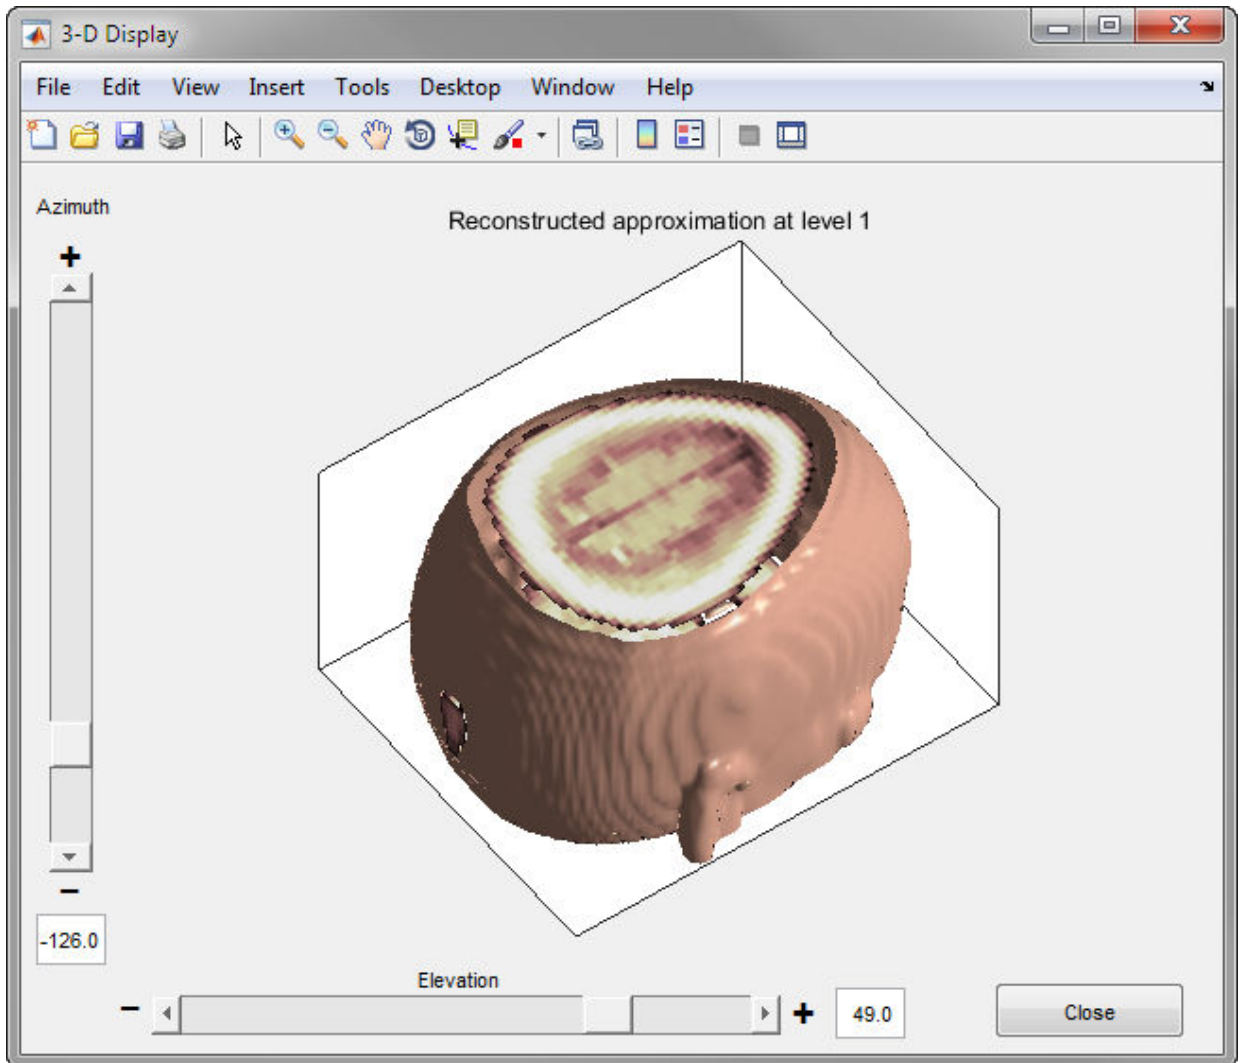 3-D Display
File Edit View Insert Tools Desktop Window Help
Azimuth
Reconstructed approximation at level 1
+
−
-126.0
Elevation
− + 49.0 Close